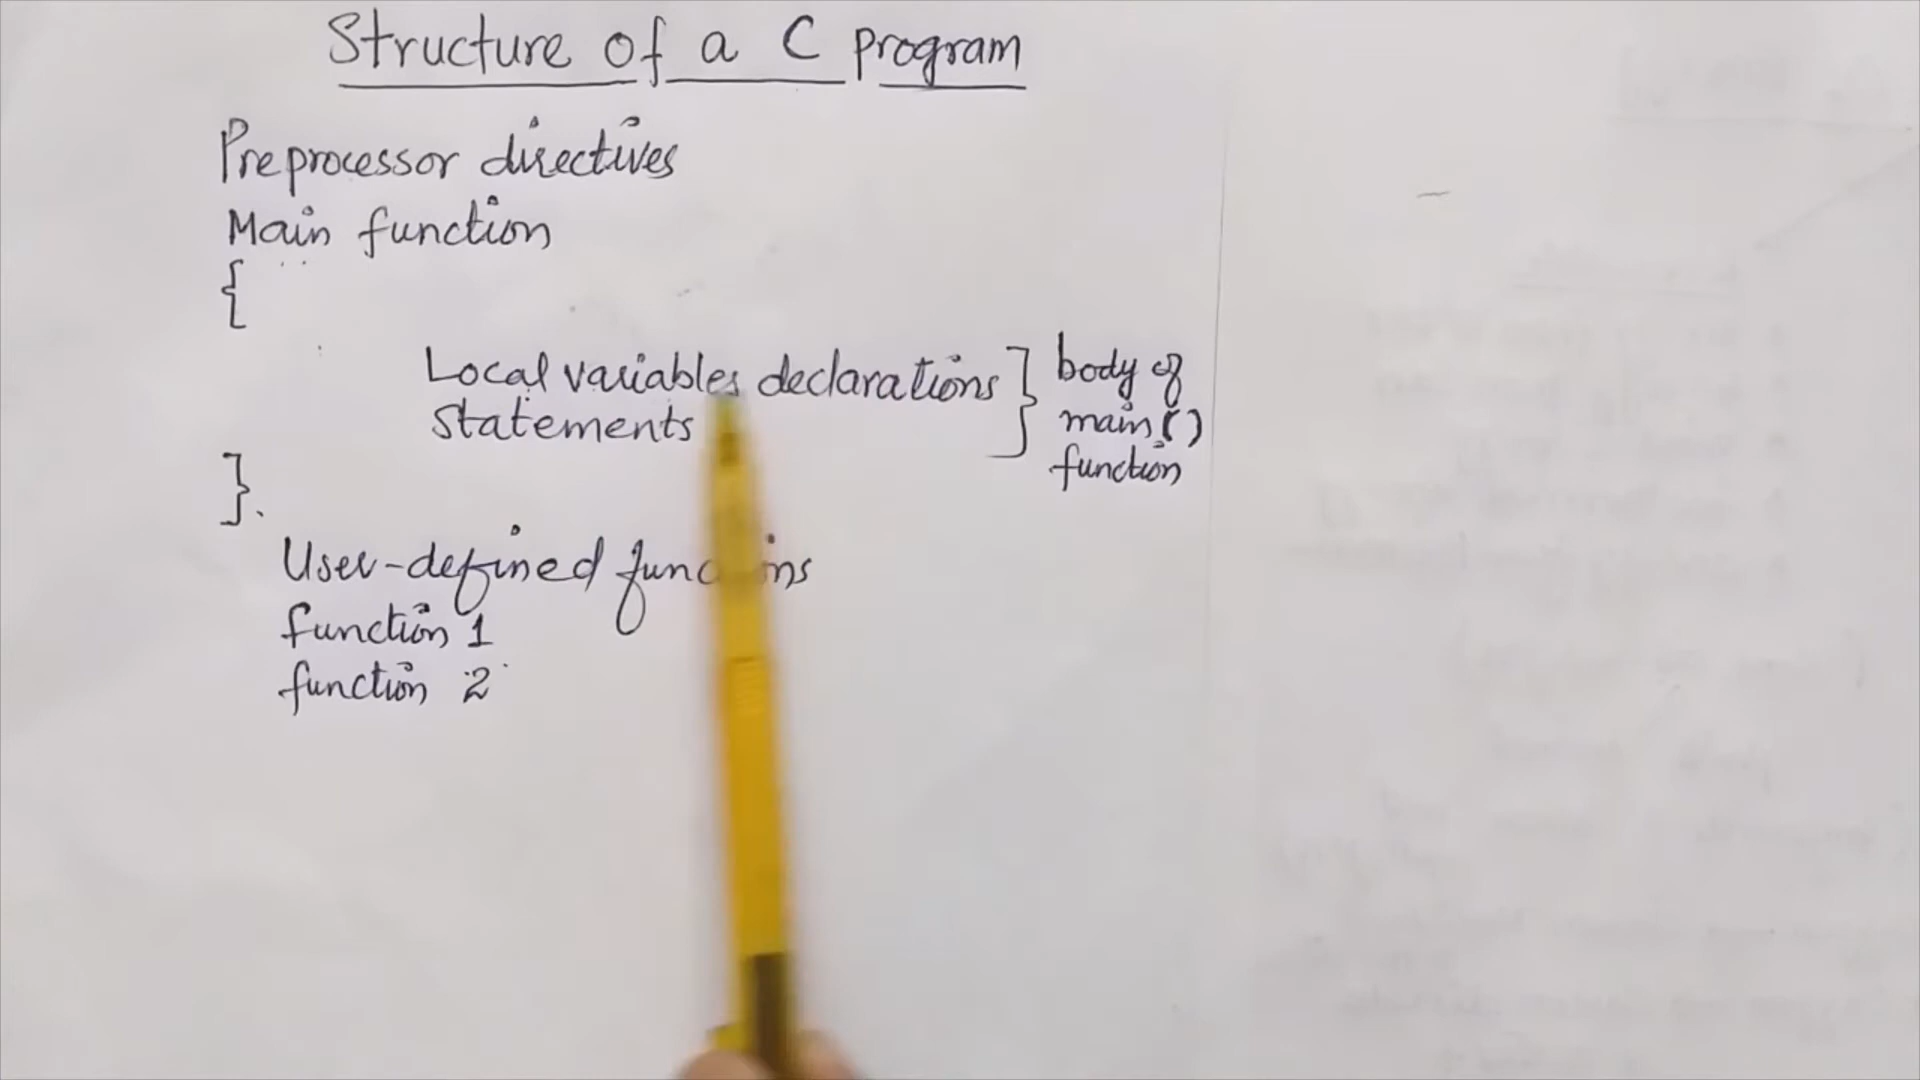 Structure of a C program
Preprocessor directives
Main function
{
Local variables declarations } body of
statements main()
function
}.
User-defined
function 1
function 2